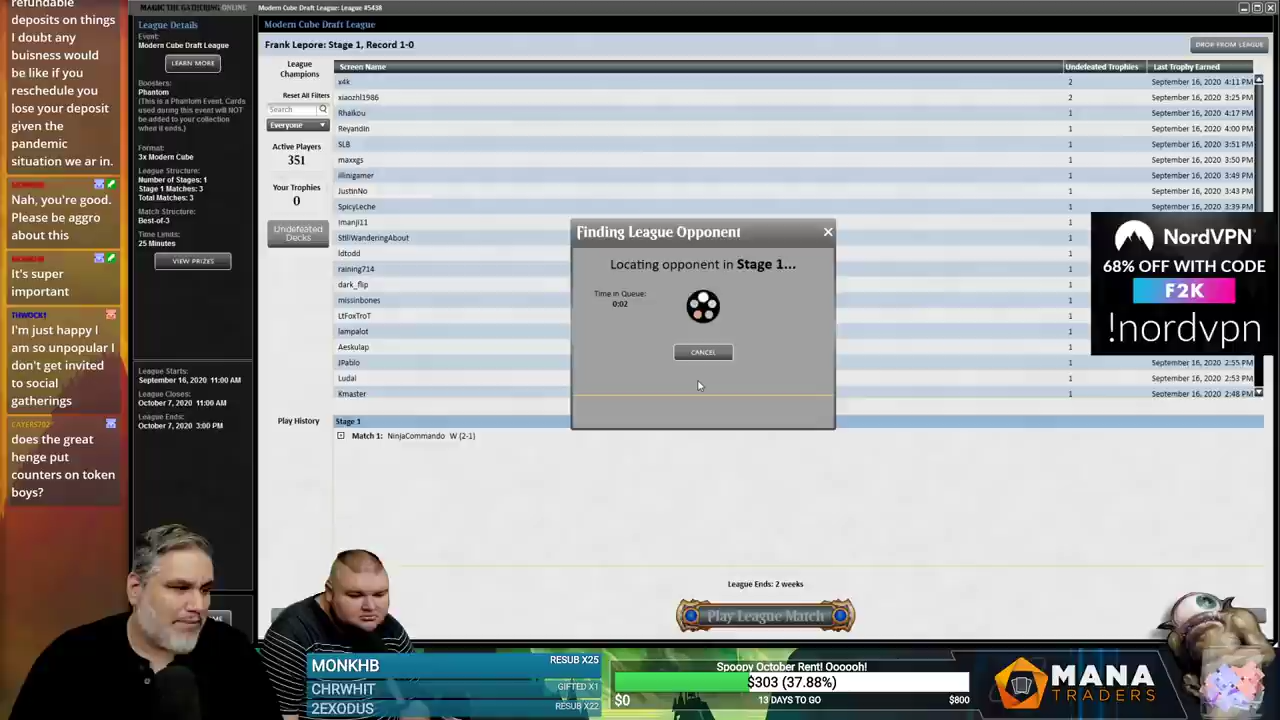 refundable
deposits on things
I doubt any
buisness would
be like if you
reschedule you
lose your deposit
given the
pandemic
situation we ar in.
Nah, you're good.
Please be aggro
about this
It's super
important
THWOCK1
I'm just happy I
am so unpopular I
don't get invited
to social
gatherings
CAYERS702
does the great
henge put
counters on token
boys?
MAGIC THE GATHERING ONLINE
Modern Cube Draft League: League #5438
League Details
Event:
Modern Cube Draft League
LEARN MORE
Boosters:
Phantom
(This is a Phantom Event. Cards
used during this event will NOT
be added to your collection
when it ends.)
Format:
3x Modern Cube
League Structure:
Number of Stages: 1
Stage 1 Matches: 3
Total Matches: 3
Match Structure:
Best-of-3
Time Limits:
25 Minutes
VIEW PRIZES
League Starts:
September 16, 2020 11:00 AM
League Closes:
October 7, 2020 11:00 AM
League Ends:
October 7, 2020 3:00 PM
Modern Cube Draft League
Frank Lepore: Stage 1, Record 1-0
DROP FROM LEAGUE
League
Champions
Reset All Filters
Search
Everyone
Active Players
351
Your Trophies
0
Undefeated
Decks
Screen Name Undefeated Trophies Last Trophy Earned
x4k 2 September 16, 2020 4:11 PM
xiaozhl1986 2 September 16, 2020 3:25 PM
Rhaikou 1 September 16, 2020 4:17 PM
Reyandin 1 September 16, 2020 4:00 PM
SLB 1 September 16, 2020 3:51 PM
maxxgs 1 September 16, 2020 3:50 PM
illinigamer 1 September 16, 2020 3:49 PM
JustinNo 1 September 16, 2020 3:43 PM
SpicyLeche 1 September 16, 2020 3:39 PM
!manji11 1
StillWanderingAbout 1
ldtodd 1
raining714 1
dark_flip 1
missinbones 1
LtFoxTroT 1
lampalot 1
Aeskulap 1
JPablo 1 September 16, 2020 2:55 PM
Ludal 1 September 16, 2020 2:53 PM
Kmaster 1 September 16, 2020 2:48 PM
Finding League Opponent
Locating opponent in Stage 1...
Time in Queue:
0:02
CANCEL
NordVPN
68% OFF WITH CODE
F2K
!nordvpn
Play History
Stage 1
Match 1: NinjaCommando W (2-1)
League Ends: 2 weeks
Play League Match
MONKHB RESUB X25
CHRWHIT GIFTED X1
2EXODUS RESUB X22
Spoopy October Rent! Oooooh!
$303 (37.88%)
$0 13 DAYS TO GO $800
MANA
TRADERS